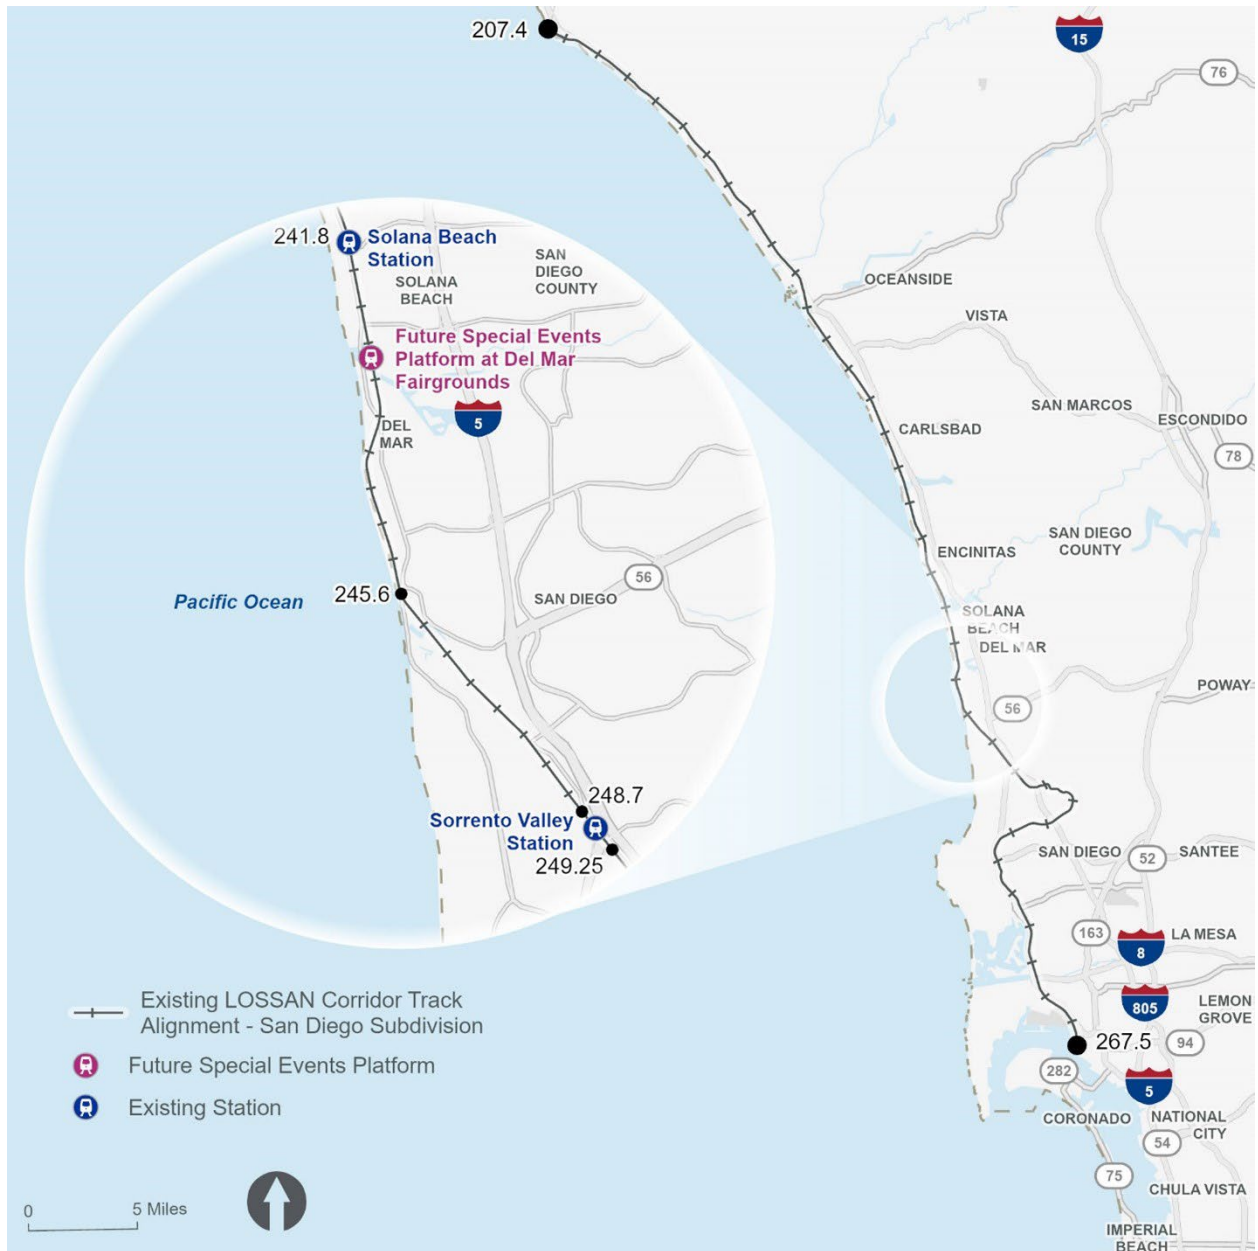 207.4
15
76
241.8
Solana Beach
Station
SOLANA
BEACH
SAN
DIEGO
COUNTY
Future Special Events
Platform at Del Mar
Fairgrounds
5
DEL
MAR
Pacific Ocean
245.6
56
SAN DIEGO
248.7
Sorrento Valley
Station
249.25
OCEANSIDE
VISTA
SAN MARCOS
ESCONDIDO
CARLSBAD
78
ENCINITAS
SAN DIEGO
COUNTY
SOLANA
BEACH
DEL MAR
POWAY
56
SAN DIEGO
52
SANTEE
163
LA MESA
8
805
LEMON
GROVE
267.5
94
282
5
CORONADO
NATIONAL
CITY
54
75
CHULA VISTA
IMPERIAL
BEACH
Existing LOSSAN Corridor Track
Alignment - San Diego Subdivision
Future Special Events Platform
Existing Station
0
5 Miles